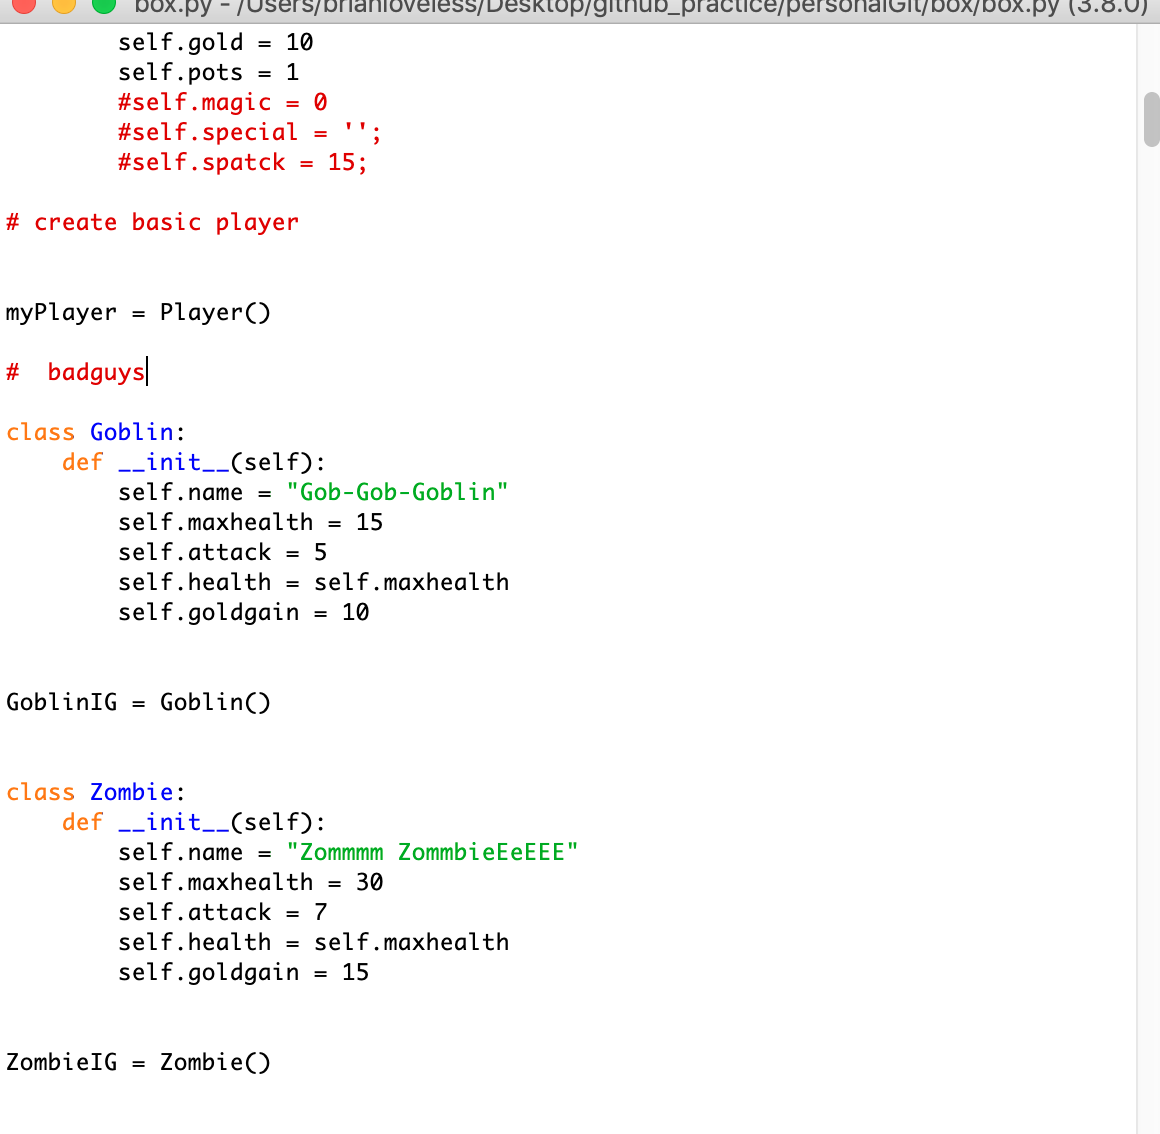 box.py - /Users/brianloveless/Desktop/github_practice/personalGit/box/box.py (3.8.0)
        self.gold = 10
        self.pots = 1
        #self.magic = 0
        #self.special = '';
        #self.spatck = 15;
# create basic player
myPlayer = Player()
#  badguys
class Goblin:
    def __init__(self):
        self.name = "Gob-Gob-Goblin"
        self.maxhealth = 15
        self.attack = 5
        self.health = self.maxhealth
        self.goldgain = 10
GoblinIG = Goblin()
class Zombie:
    def __init__(self):
        self.name = "Zommmm ZommbieEeEEE"
        self.maxhealth = 30
        self.attack = 7
        self.health = self.maxhealth
        self.goldgain = 15
ZombieIG = Zombie()